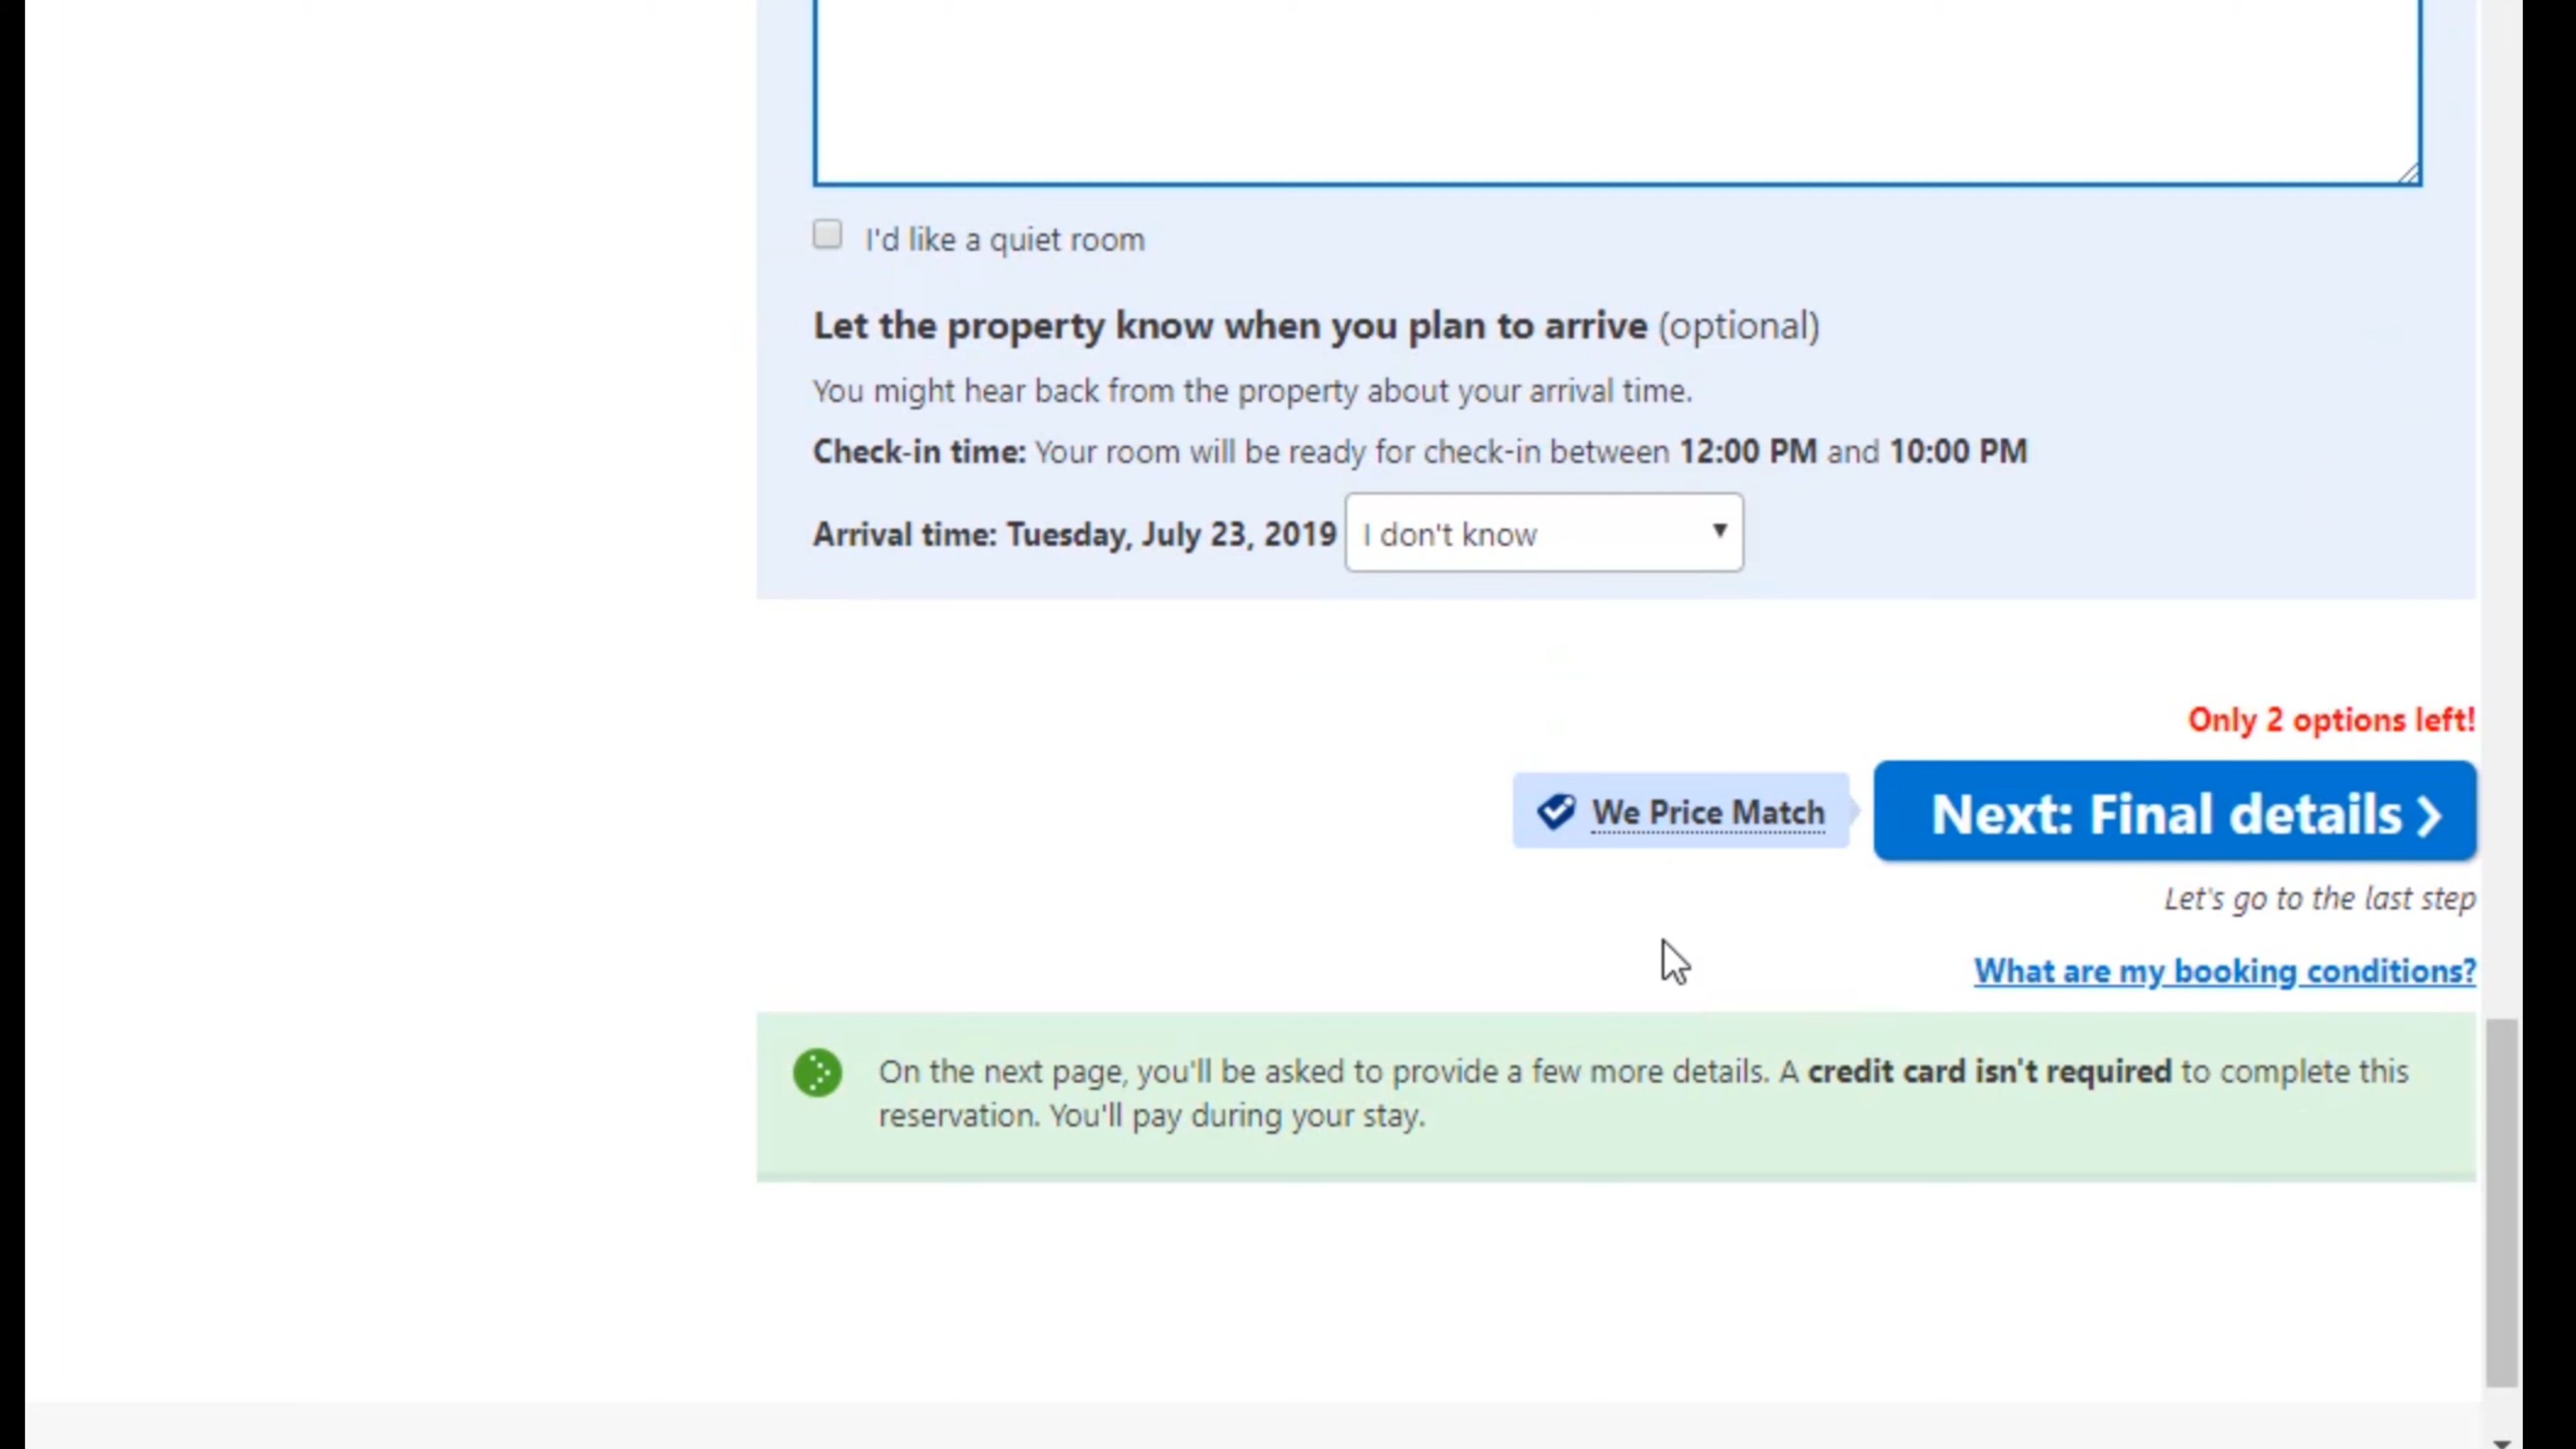 I'd like a quiet room
Let the property know when you plan to arrive (optional)
You might hear back from the property about your arrival time.
Check-in time: Your room will be ready for check-in between 12:00 PM and 10:00 PM
Arrival time: Tuesday, July 23, 2019 I don't know
Only 2 options left!
We Price Match
Next: Final details
Let's go to the last step
What are my booking conditions?
On the next page, you'll be asked to provide a few more details. A credit card isn't required to complete this
reservation. You'll pay during your stay.